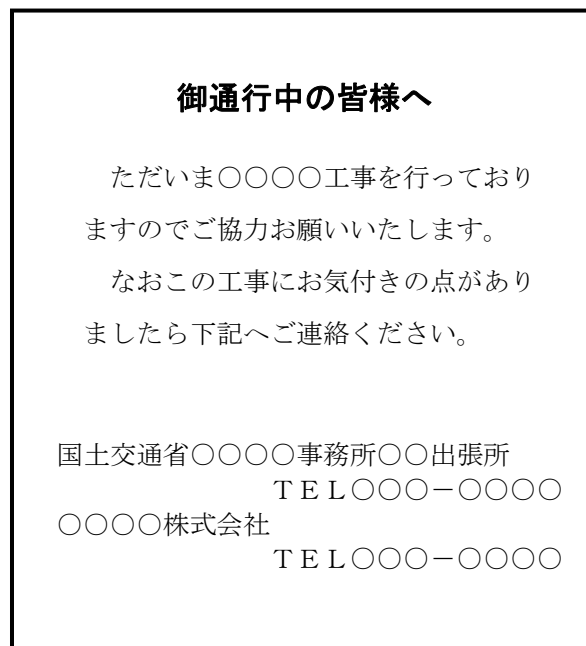 御通行中の皆様へ
ただいま○○○○工事を行っており
ますのでご協力お願いいたします。
なおこの工事にお気付きの点があり
ましたら下記へご連絡ください。
国土交通省○○○○事務所○○出張所
ＴＥＬ○○○－○○○○
○○○○株式会社
ＴＥＬ○○○－○○○○